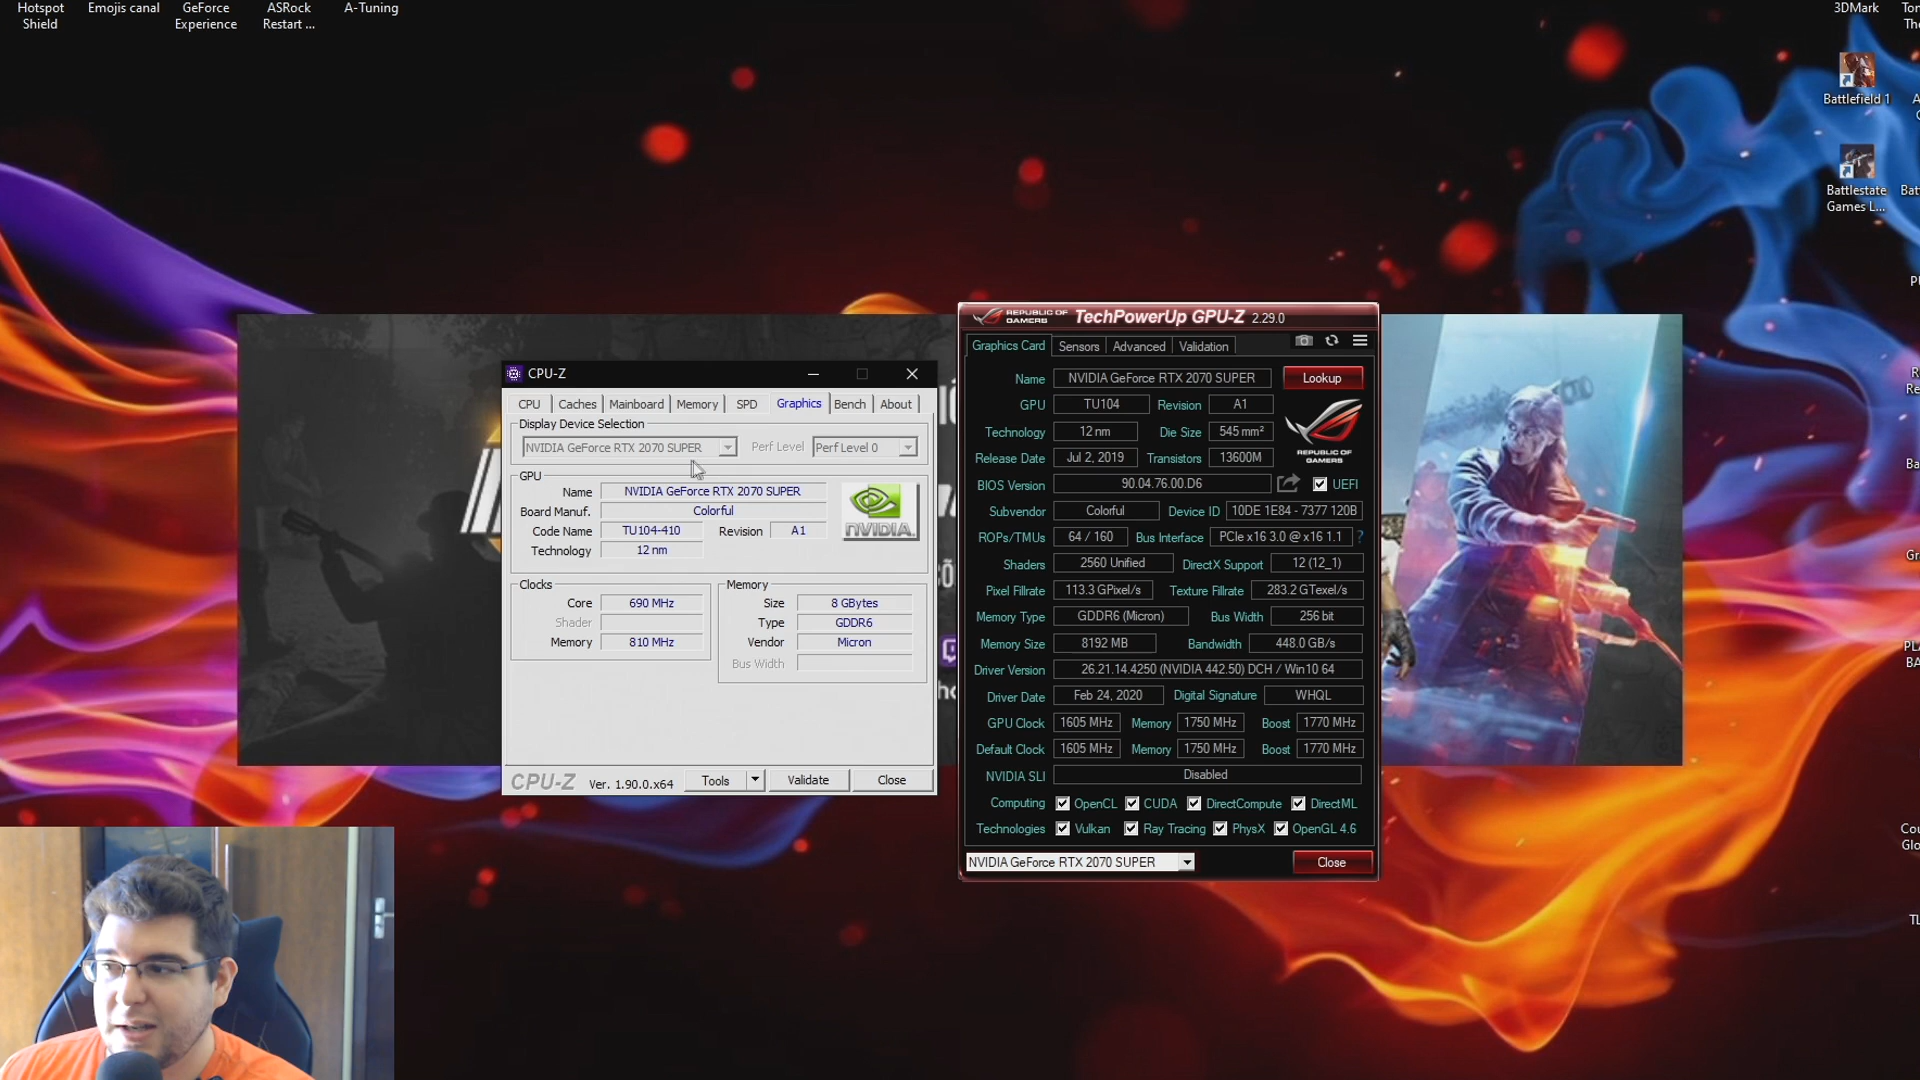 Hotspot
Shield
Emojis canal
GeForce
Experience
ASRock
Restart ...
A-Tuning
3DMark
Battlefield 1
Battlestate
Games L...
CPU-Z
CPU Caches Mainboard Memory SPD Graphics Bench About
Display Device Selection
NVIDIA GeForce RTX 2070 SUPER Perf Level Perf Level 0
GPU
Name NVIDIA GeForce RTX 2070 SUPER
Board Manuf. Colorful
Code Name TU104-410 Revision A1
Technology 12 nm
NVIDIA.
Clocks
Core 690 MHz
Shader
Memory 810 MHz
Memory
Size 8 GBytes
Type GDDR6
Vendor Micron
Bus Width
CPU-Z Ver. 1.90.0.x64 Tools Validate Close
REPUBLIC OF
GAMERS
TechPowerUp GPU-Z 2.29.0
Graphics Card Sensors Advanced Validation
Name NVIDIA GeForce RTX 2070 SUPER Lookup
GPU TU104 Revision A1
Technology 12 nm Die Size 545 mm²
Release Date Jul 2, 2019 Transistors 13600M
REPUBLIC OF
GAMERS
BIOS Version 90.04.76.00.D6 UEFI
Subvendor Colorful Device ID 10DE 1E84 - 7377 120B
ROPs/TMUs 64 / 160 Bus Interface PCIe x16 3.0 @ x16 1.1 ?
Shaders 2560 Unified DirectX Support 12 (12_1)
Pixel Fillrate 113.3 GPixel/s Texture Fillrate 283.2 GTexel/s
Memory Type GDDR6 (Micron) Bus Width 256 bit
Memory Size 8192 MB Bandwidth 448.0 GB/s
Driver Version 26.21.14.4250 (NVIDIA 442.50) DCH / Win10 64
Driver Date Feb 24, 2020 Digital Signature WHQL
GPU Clock 1605 MHz Memory 1750 MHz Boost 1770 MHz
Default Clock 1605 MHz Memory 1750 MHz Boost 1770 MHz
NVIDIA SLI Disabled
Computing OpenCL CUDA DirectCompute DirectML
Technologies Vulkan Ray Tracing PhysX OpenGL 4.6
NVIDIA GeForce RTX 2070 SUPER Close